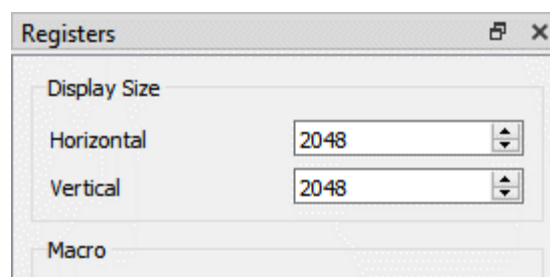 Registers
Display Size
Horizontal 2048
Vertical 2048
Macro